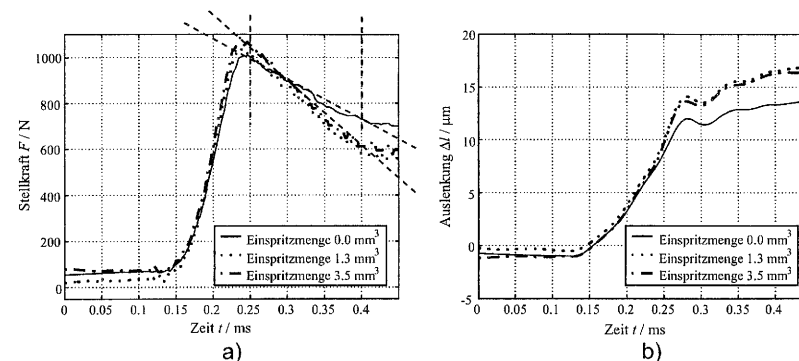 1000
800
600
400
200
0
Stellkraft F / N
0
0.05
0.1
0.15
0.2
0.25
0.3
0.35
0.4
0.45
Zeit t / ms
Einspritzmenge 0.0 mm³
Einspritzmenge 1.3 mm³
Einspritzmenge 3.5 mm³
a)
20
15
10
5
0
-5
Auslenkung Δl / μm
0
0.05
0.1
0.15
0.2
0.25
0.3
0.35
0.4
Zeit t / ms
Einspritzmenge 0.0 mm³
Einspritzmenge 1.3 mm³
Einspritzmenge 3.5 mm³
b)